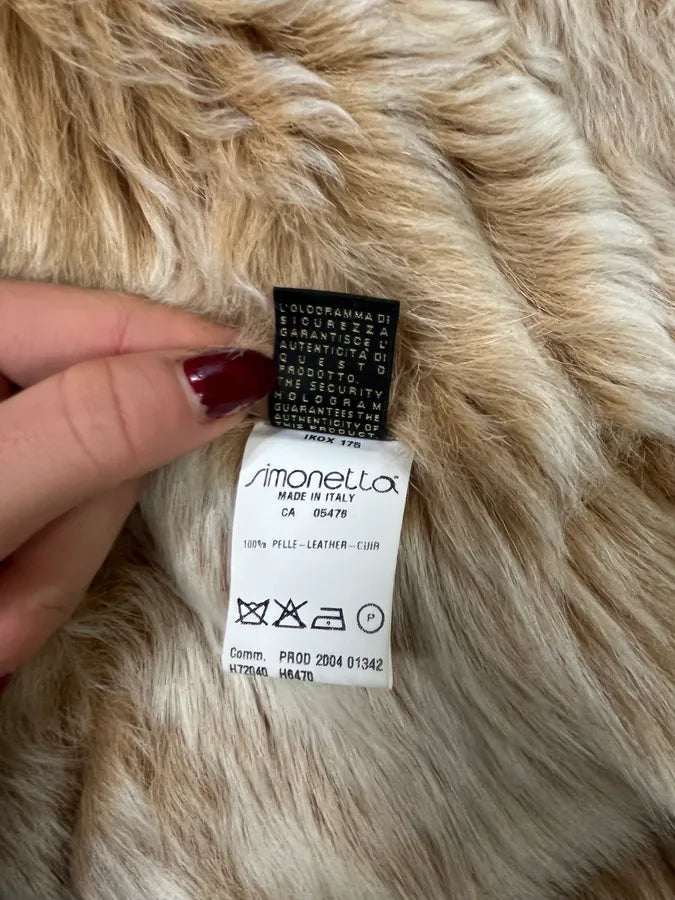 L'OLOGRAMMA DI
SICUREZZA
GARANTISCE L'
AUTENTICITÀ DI
QUESTO
PRODOTTO.
THE SECURITY
HOLOGRAM
GUARANTEES THE
AUTHENTICITY OF
THIS PRODUCT
IKOX 175
simonetta
MADE IN ITALY
CA 05476
100% PELLE-LEATHER-CUIR
P
Comm. PROD 2004 01342
H72040 H6470